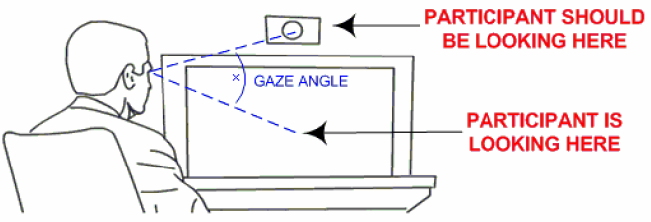 PARTICIPANT SHOULD
BE LOOKING HERE
x GAZE ANGLE
PARTICIPANT IS
LOOKING HERE